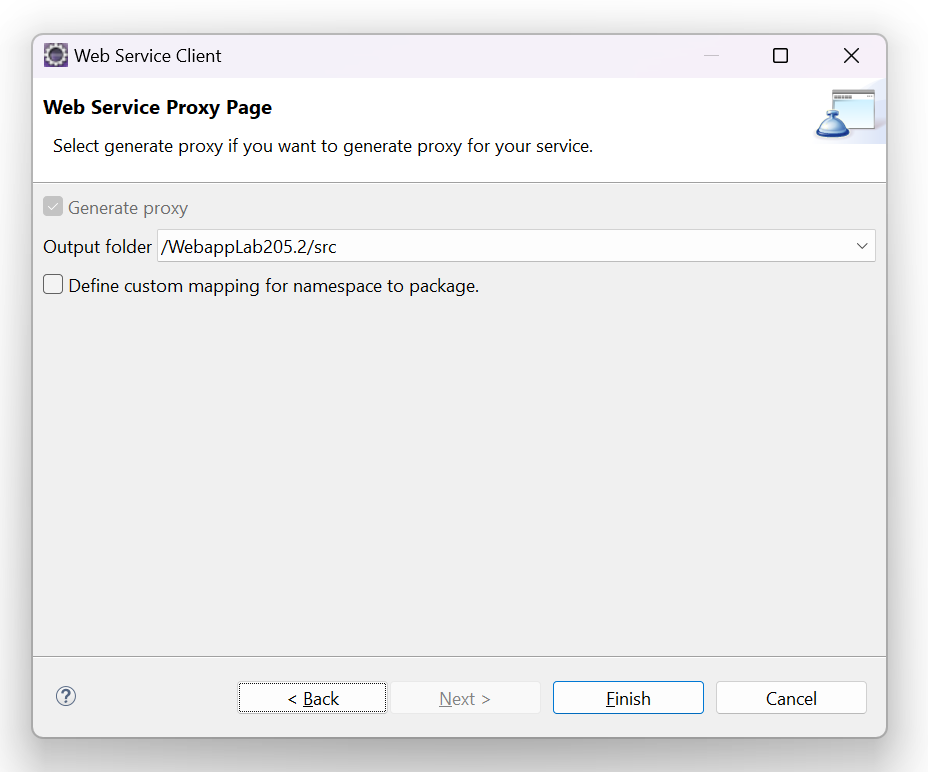 Web Service Client
Web Service Proxy Page
Select generate proxy if you want to generate proxy for your service.
Generate proxy
Output folder /WebappLab205.2/src
Define custom mapping for namespace to package.
? < Back Next > Finish Cancel